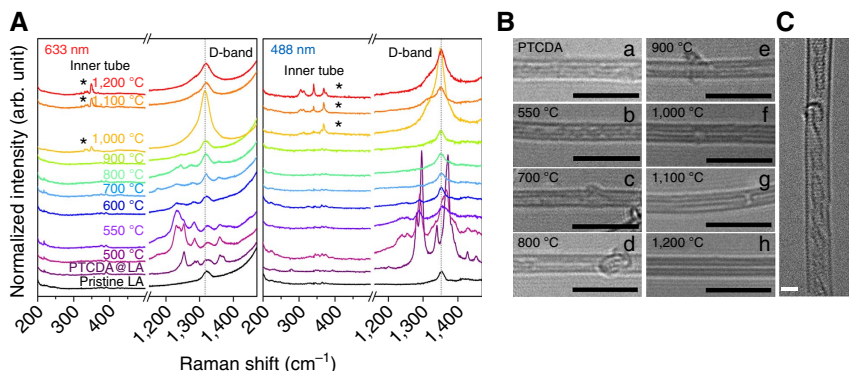 A
B
C
633 nm
D-band
488 nm
D-band
Inner tube
Inner tube
* 1,200 °C
1,100 °C
* 1,000 °C
900 °C
800 °C
700 °C
600 °C
550 °C
500 °C
PTCDA@LA
Pristine LA
*
*
*
Normalized intensity (arb. unit)
200 300 400 1,200 1,300 1,400 200 300 400 1,200 1,300 1,400
Raman shift (cm⁻¹)
PTCDA a
550 °C b
700 °C c
800 °C d
900 °C e
1,000 °C f
1,100 °C g
1,200 °C h